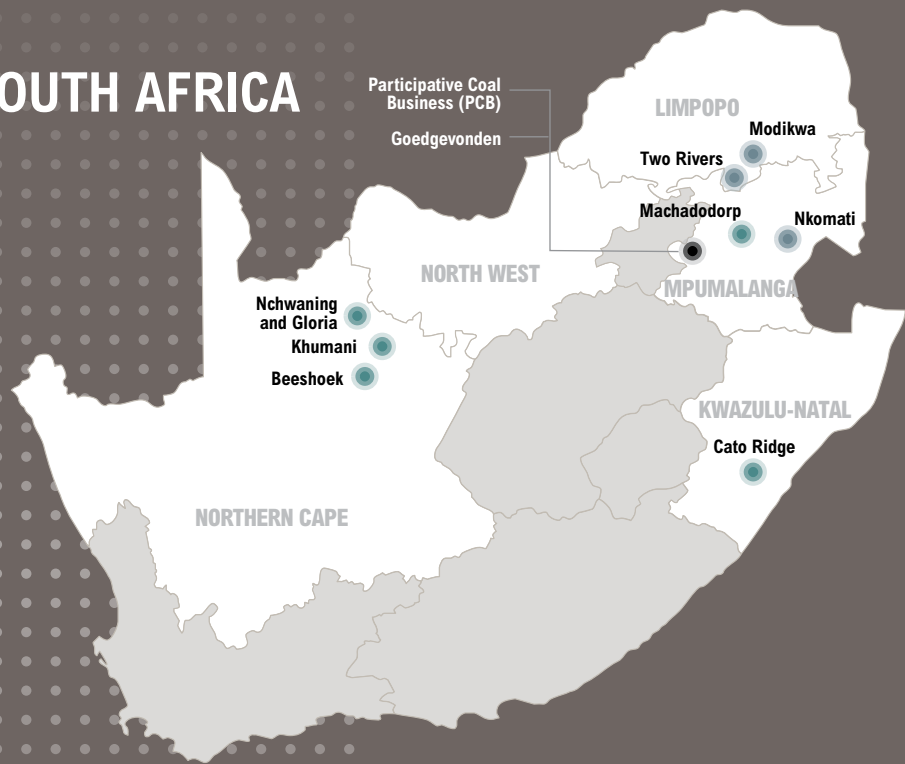 OUTH AFRICA
Participative Coal
Business (PCB)
Goedgevonden
LIMPOPO
Modikwa
Two Rivers
Machadodorp
Nkomati
NORTH WEST
MPUMALANGA
Nchwaning
and Gloria
Khumani
Beeshoek
KWAZULU-NATAL
Cato Ridge
NORTHERN CAPE